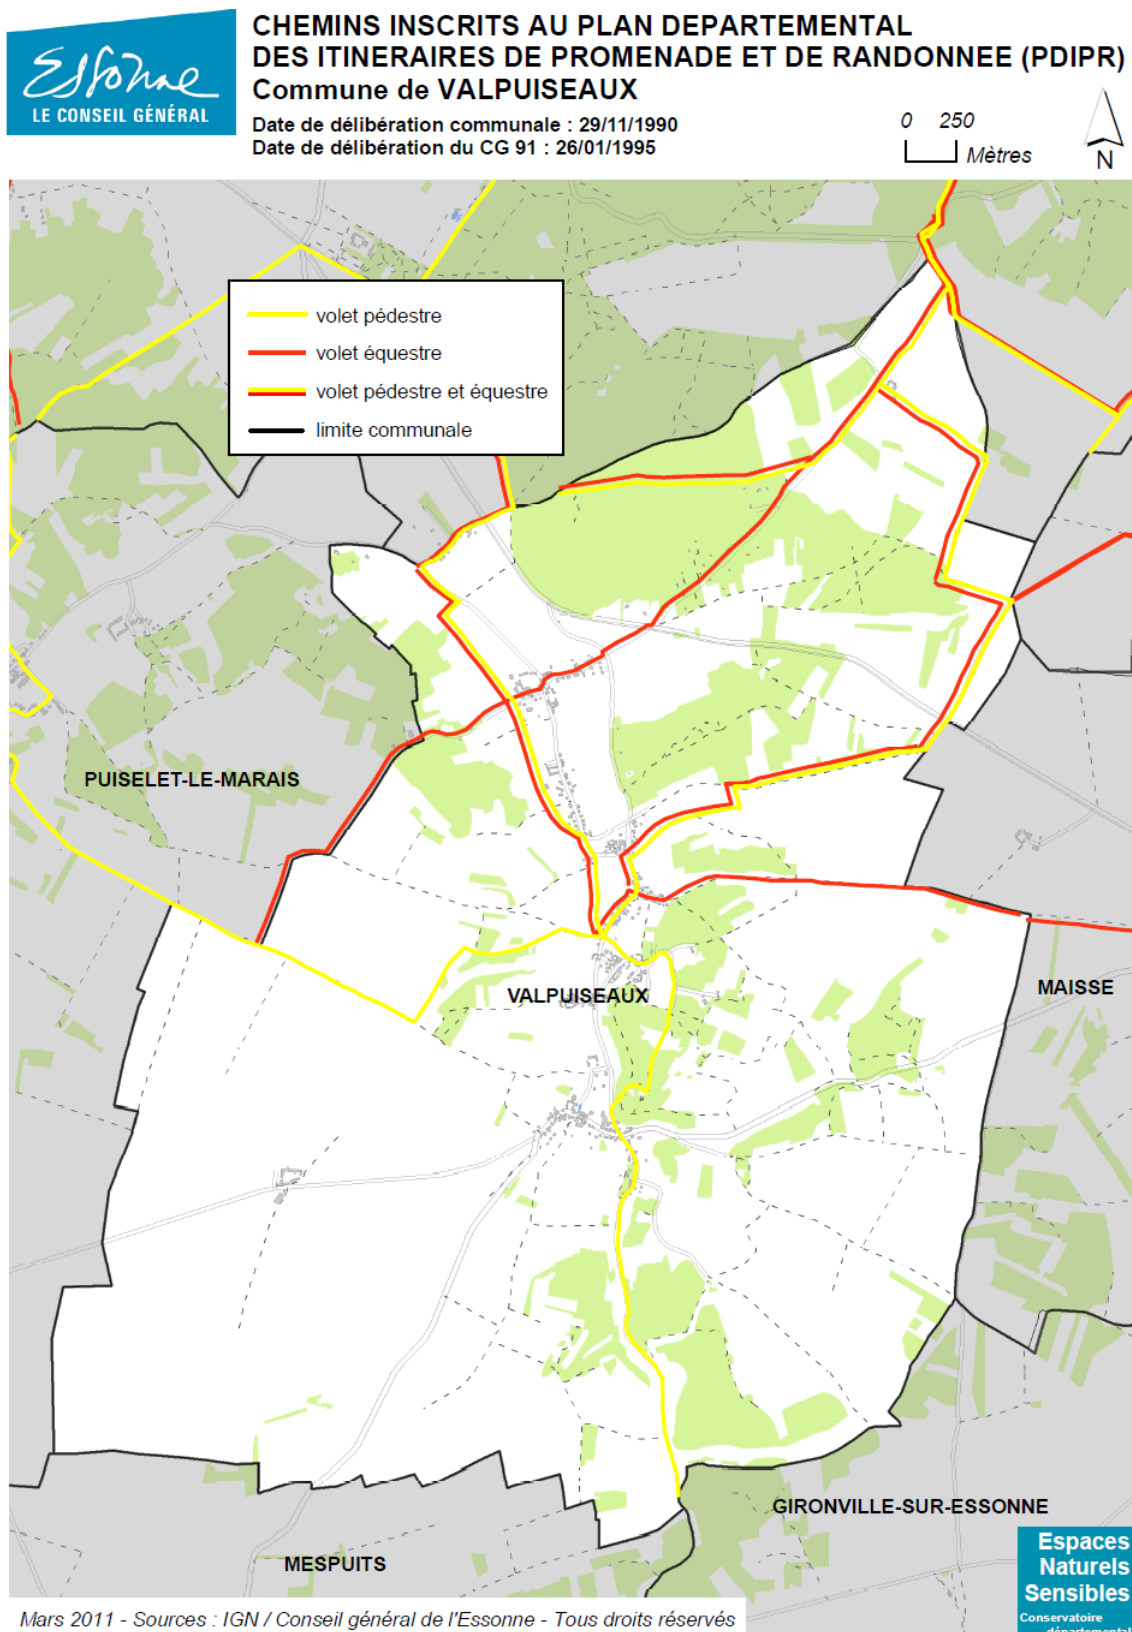 Essonne
LE CONSEIL GÉNÉRAL
CHEMINS INSCRITS AU PLAN DEPARTEMENTAL
DES ITINERAIRES DE PROMENADE ET DE RANDONNEE (PDIPR)
Commune de VALPUISEAUX
Date de délibération communale : 29/11/1990
Date de délibération du CG 91 : 26/01/1995
0 250
Mètres
N
volet pédestre
volet équestre
volet pédestre et équestre
limite communale
PUISELET-LE-MARAIS
VALPUISEAUX
MAISSE
GIRONVILLE-SUR-ESSONNE
MESPUITS
Espaces
Naturels
Sensibles
Conservatoire
départemental
Mars 2011 - Sources : IGN / Conseil général de l'Essonne - Tous droits réservés